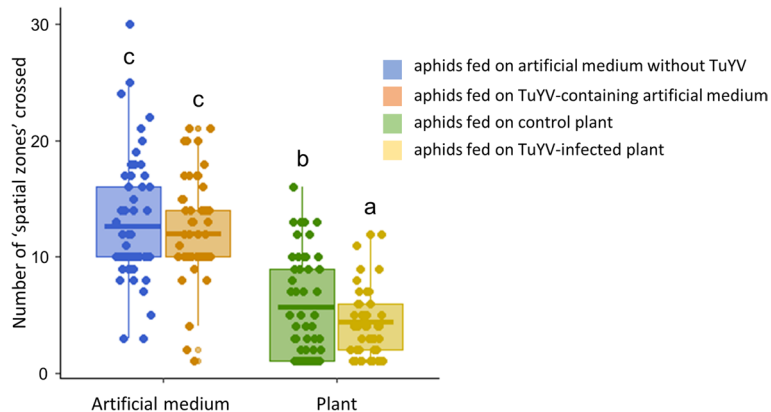 Number of 'spatial zones' crossed
30
20
10
0
c
c
b
a
Artificial medium
Plant
aphids fed on artificial medium without TuYV
aphids fed on TuYV-containing artificial medium
aphids fed on control plant
aphids fed on TuYV-infected plant